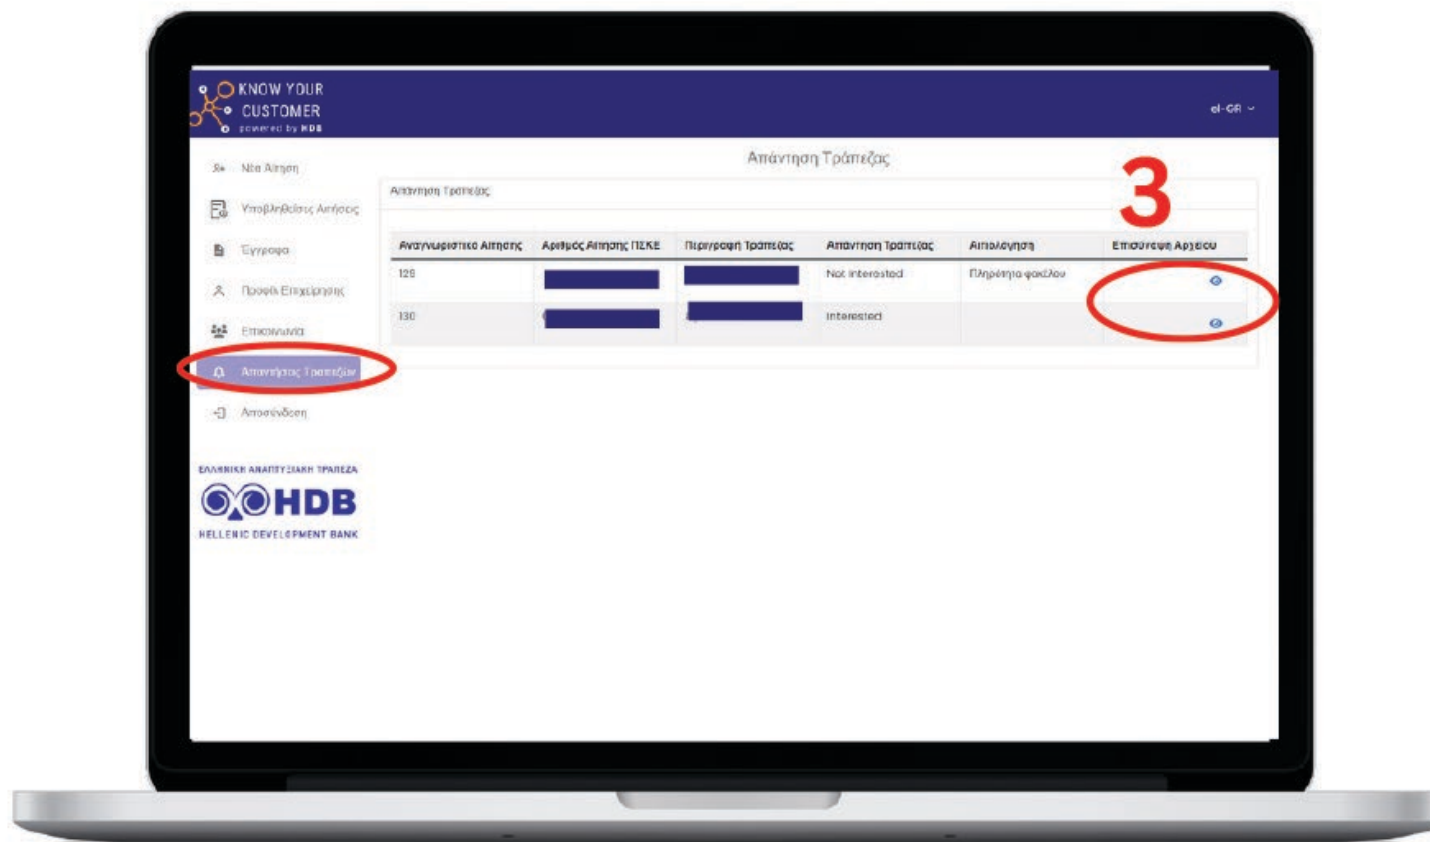 KNOW YOUR
CUSTOMER
powered by HDB
el-GR
Νέα Αίτηση
Υποβληθείσες Αιτήσεις
Έγγραφα
Προφίλ Επιχείρησης
Επικοινωνία
Απαντήσεις Τραπεζών
Αποσύνδεση
ΕΛΛΗΝΙΚΗ ΑΝΑΠΤΥΞΙΑΚΗ ΤΡΑΠΕΖΑ
HDB
HELLENIC DEVELOPMENT BANK
Απάντηση Τράπεζας
3
Απάντηση Τράπεζας
Αναγνωριστικό Αίτησης Αριθμός Αίτησης ΠΣΚΕ Περιγραφή Τράπεζας Απάντηση Τράπεζας Αιτιολόγηση Επισύναψη Αρχείου
129 Not Interested Πληρότητα φακέλου
130 Interested